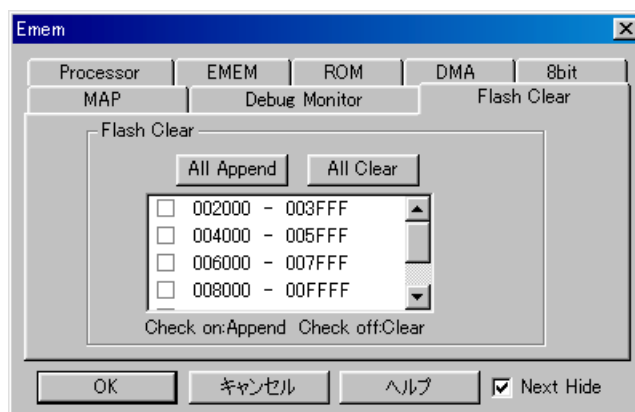 Emem
Processor EMEM ROM DMA 8bit
MAP Debug Monitor Flash Clear
Flash Clear
All Append All Clear
002000 - 003FFF
004000 - 005FFF
006000 - 007FFF
008000 - 00FFFF
Check on:Append Check off:Clear
OK キャンセル ヘルプ Next Hide